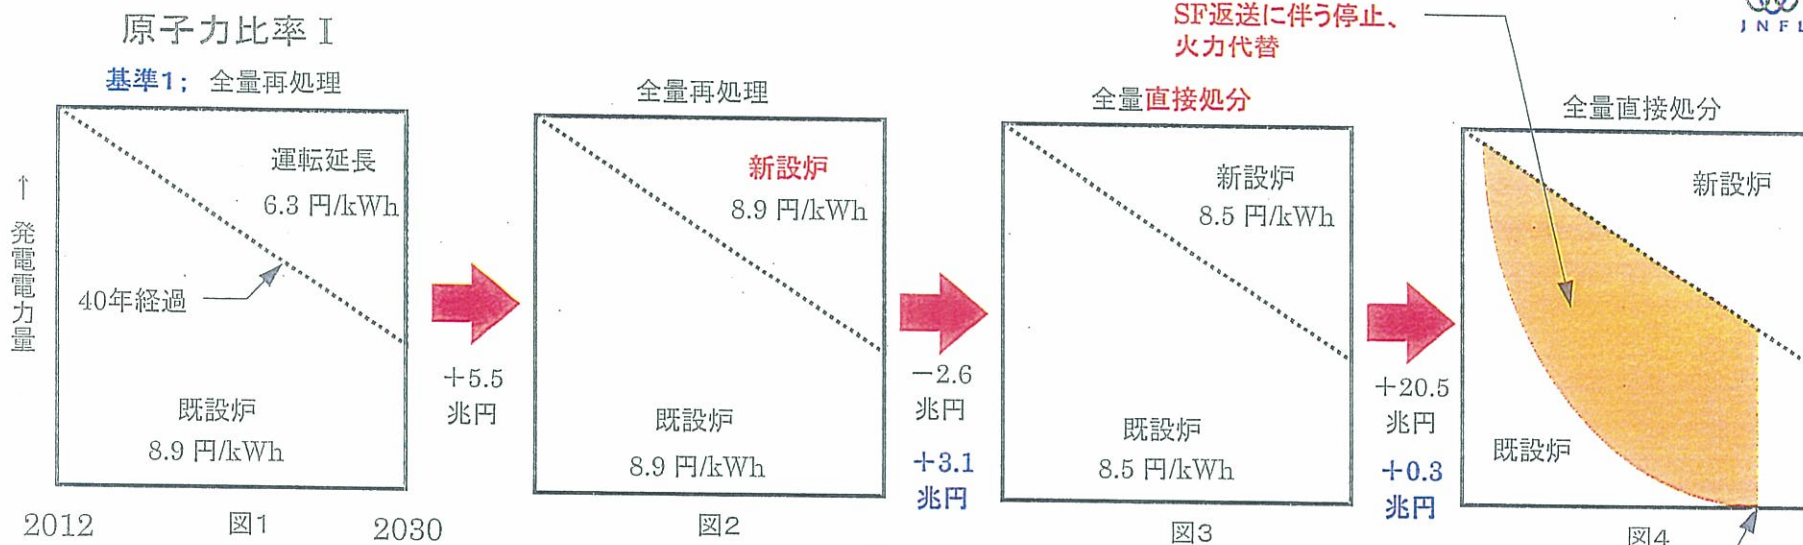 原子力比率 I
基準1; 全量再処理
運転延長
6.3 円/kWh
40年経過
既設炉
8.9 円/kWh
↑
発電電力量
2012
図1
2030
+5.5
兆円
全量再処理
新設炉
8.9 円/kWh
既設炉
8.9 円/kWh
図2
−2.6
兆円
+3.1
兆円
全量直接処分
新設炉
8.5 円/kWh
既設炉
8.5 円/kWh
図3
+20.5
兆円
+0.3
兆円
SF返送に伴う停止、
火力代替
全量直接処分
新設炉
既設炉
図4
JNFL